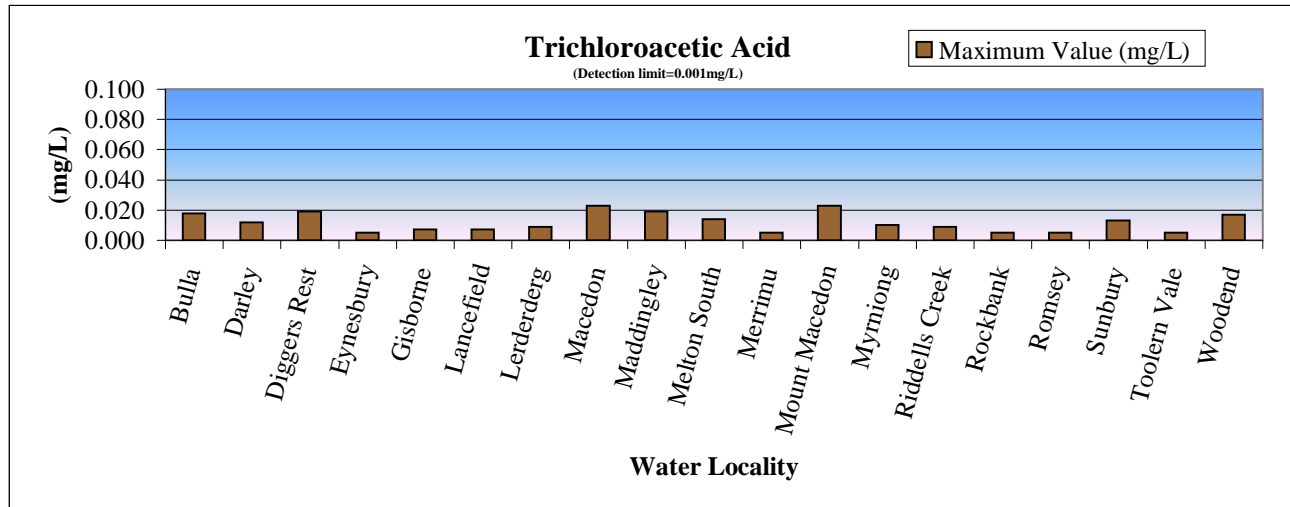 Trichloroacetic Acid
(Detection limit=0.001mg/L)
Maximum Value (mg/L)
(mg/L)
0.100
0.080
0.060
0.040
0.020
0.000
Bulla
Darley
Diggers Rest
Eynesbury
Gisborne
Lancefield
Lerderderg
Macedon
Maddingley
Melton South
Merrimu
Mount Macedon
Myrniong
Riddells Creek
Rockbank
Romsey
Sunbury
Toolern Vale
Woodend
Water Locality